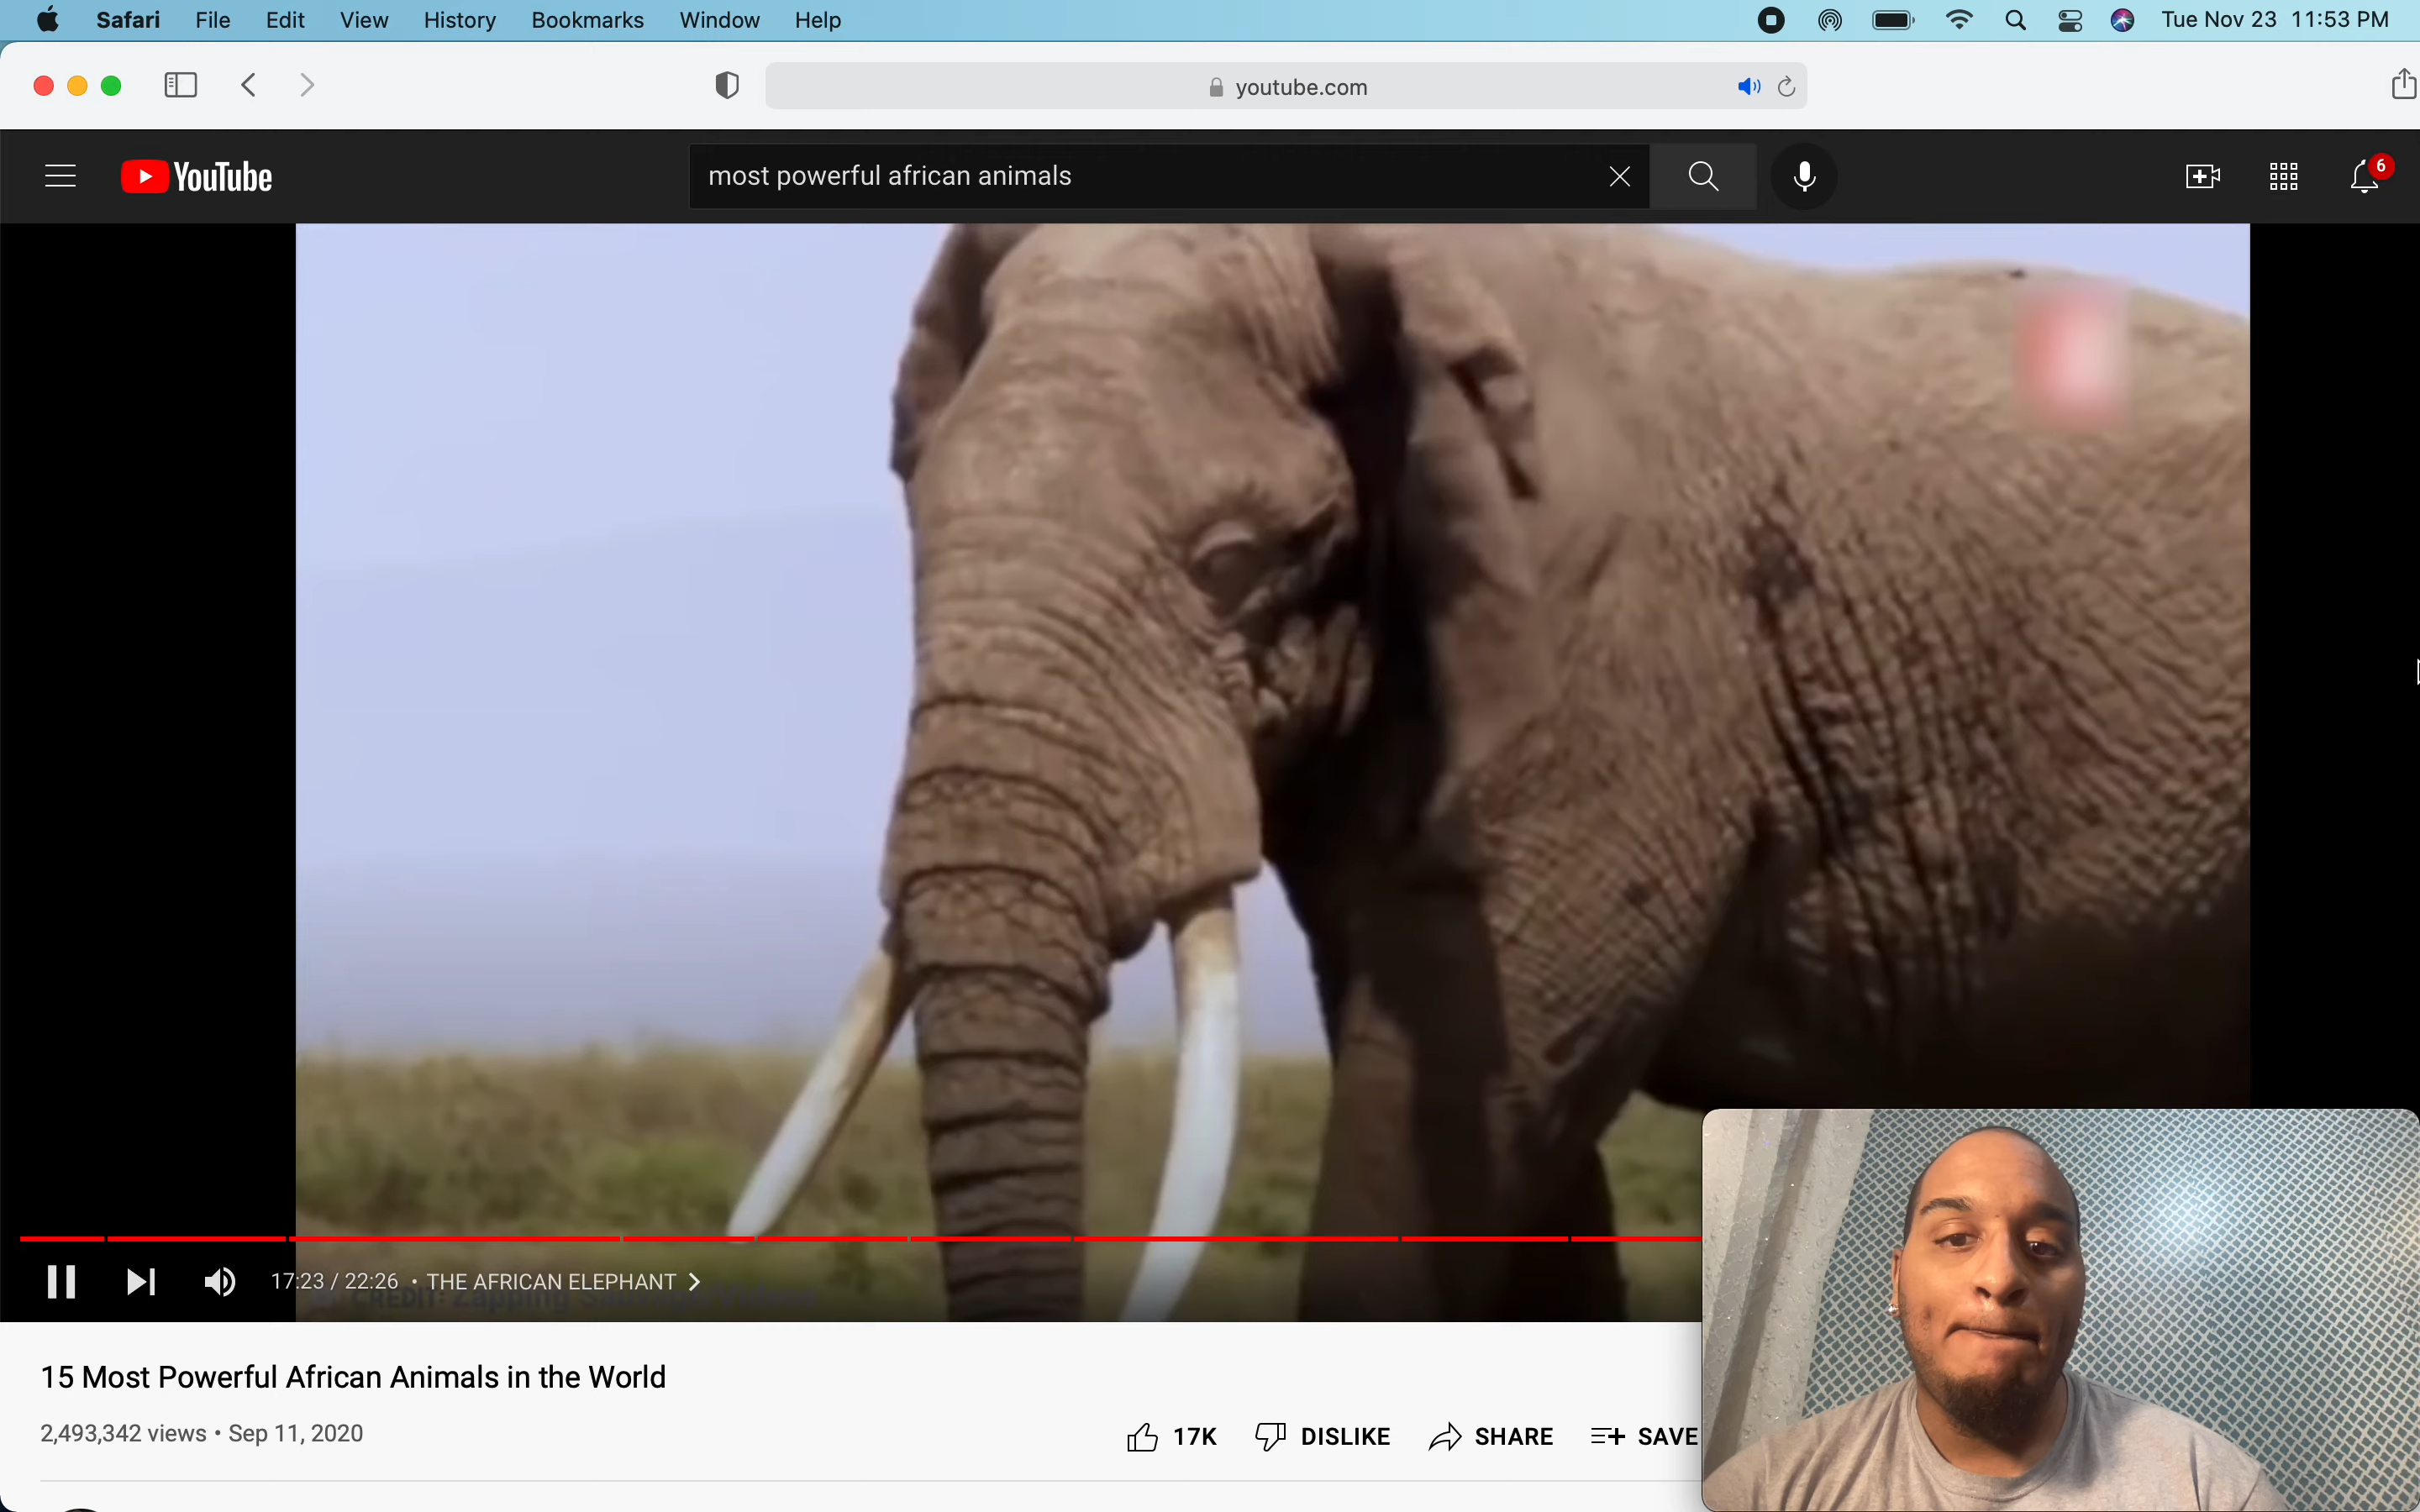 Safari File Edit View History Bookmarks Window Help Tue Nov 23 11:53 PM
youtube.com
YouTube most powerful african animals 6
17:23 / 22:26 • THE AFRICAN ELEPHANT
CREDIT: Zapping
15 Most Powerful African Animals in the World
2,493,342 views • Sep 11, 2020 17K DISLIKE SHARE SAVE